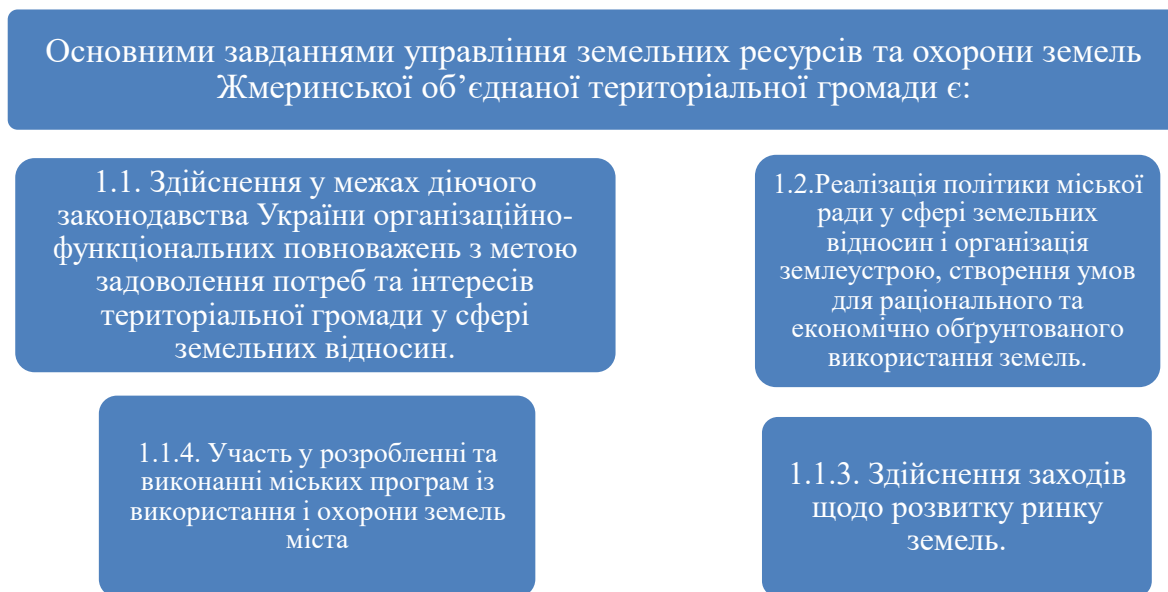 Основними завданнями управління земельних ресурсів та охорони земель
Жмеринської об’єднаної територіальної громади є:
1.1. Здійснення у межах діючого
законодавства України організаційно-
функціональних повноважень з метою
задоволення потреб та інтересів
територіальної громади у сфері
земельних відносин.
1.2.Реалізація політики міської
ради у сфері земельних
відносин і організація
землеустрою, створення умов
для раціонального та
економічно обґрунтованого
використання земель.
1.1.4. Участь у розробленні та
виконанні міських програм із
використання і охорони земель
міста
1.1.3. Здійснення заходів
щодо розвитку ринку
земель.